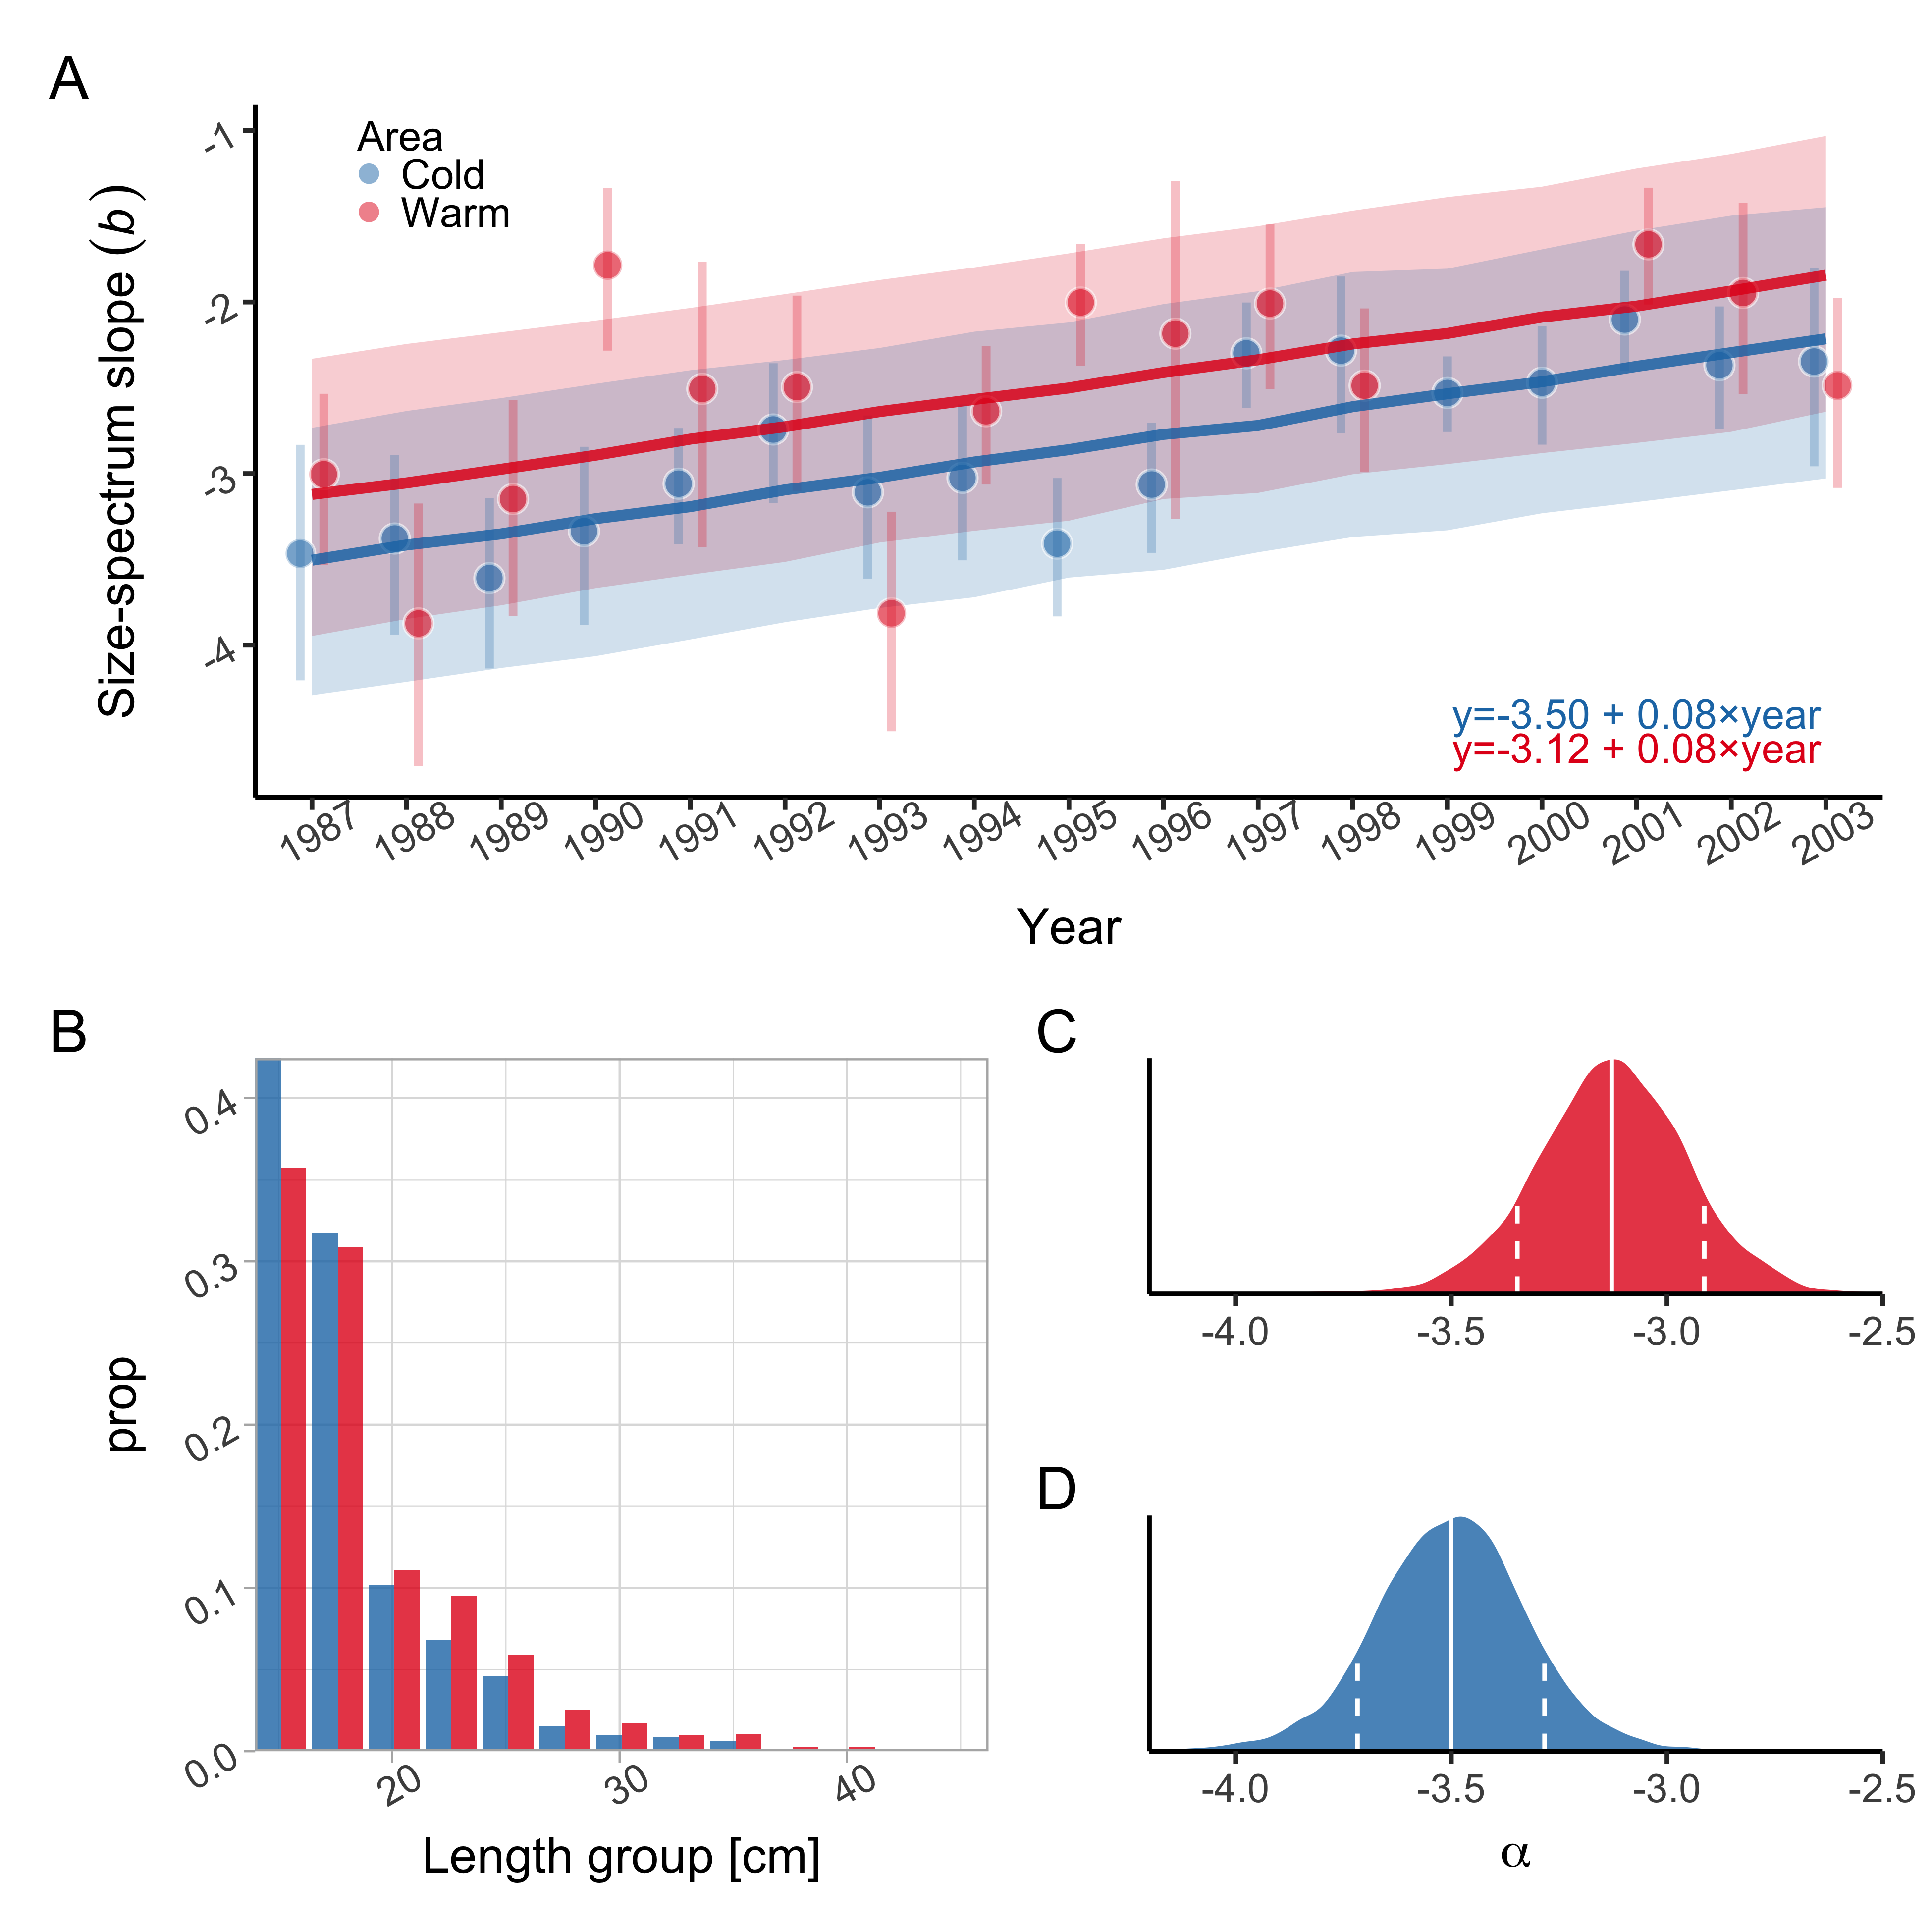 A
Size-spectrum slope (b)
-1
-2
-3
-4
Area
Cold
Warm
y=-3.50 + 0.08×year
y=-3.12 + 0.08×year
1987 1988 1989 1990 1991 1992 1993 1994 1995 1996 1997 1998 1999 2000 2001 2002 2003
Year
B
prop
0.4
0.3
0.2
0.1
0.0
20 30 40
Length group [cm]
C
-4.0 -3.5 -3.0 -2.5
D
-4.0 -3.5 -3.0 -2.5
α